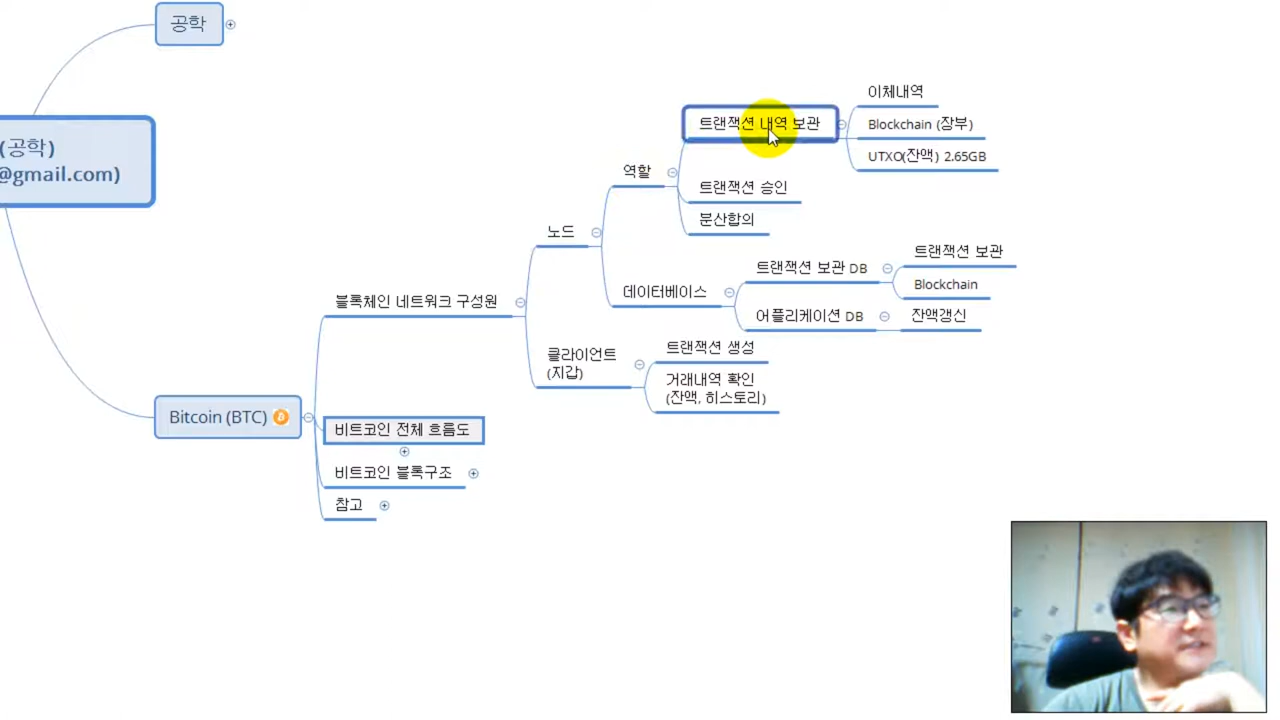 공학
(공학)
@gmail.com)
이체내역
트랜잭션 내역 보관
Blockchain (장부)
UTXO(잔액) 2.65GB
역할
트랜잭션 승인
분산합의
노드
트랜잭션 보관
트랜잭션 보관 DB
Blockchain
데이터베이스
어플리케이션 DB
잔액갱신
블록체인 네트워크 구성원
클라이언트
(지갑)
트랜잭션 생성
거래내역 확인
(잔액, 히스토리)
Bitcoin (BTC)
비트코인 전체 흐름도
비트코인 블록구조
참고